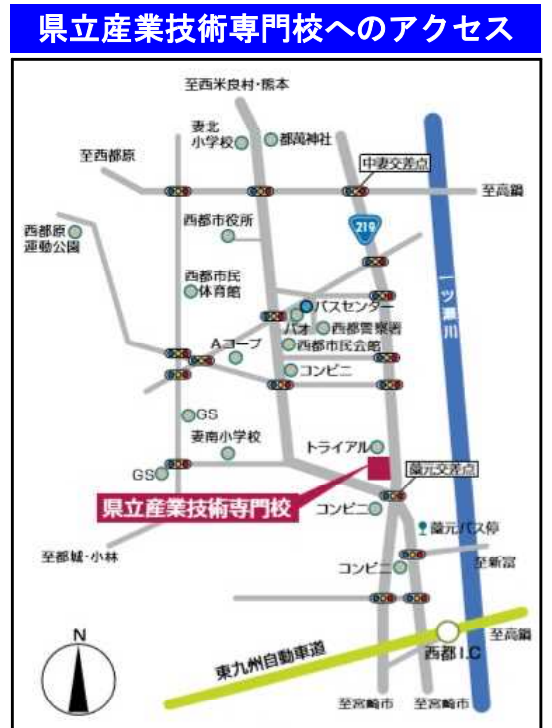 県立産業技術専門校へのアクセス
至西米良村・熊本
妻北
小学校
都萬神社
至西都原
中妻交差点
至高鍋
西都市役所
219
西都原
運動公園
西都市民
体育館
一ツ瀬川
バスセンター
パオ
西都警察署
Aコープ
西都市民会館
コンビニ
GS
妻南小学校
トライアル
GS
藁元交差点
県立産業技術専門校
コンビニ
藁元バス停
至都城・小林
コンビニ
至新富
N
至高鍋
西都I.C
東九州自動車道
至宮崎市
至宮崎市